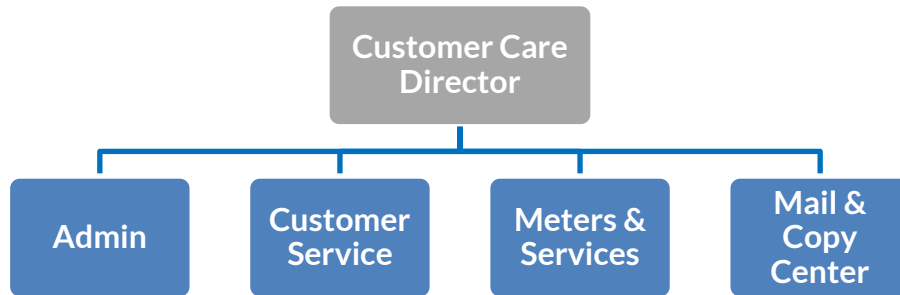 Customer Care
Director
Admin
Customer
Service
Meters &
Services
Mail &
Copy
Center